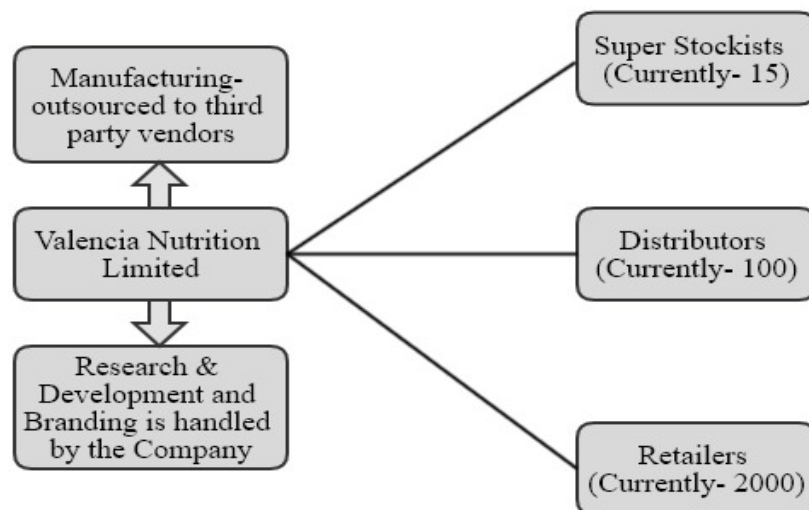 Manufacturing-
outsourced to third
party vendors
Valencia Nutrition
Limited
Research &
Development and
Branding is handled
by the Company
Super Stockists
(Currently- 15)
Distributors
(Currently- 100)
Retailers
(Currently- 2000)